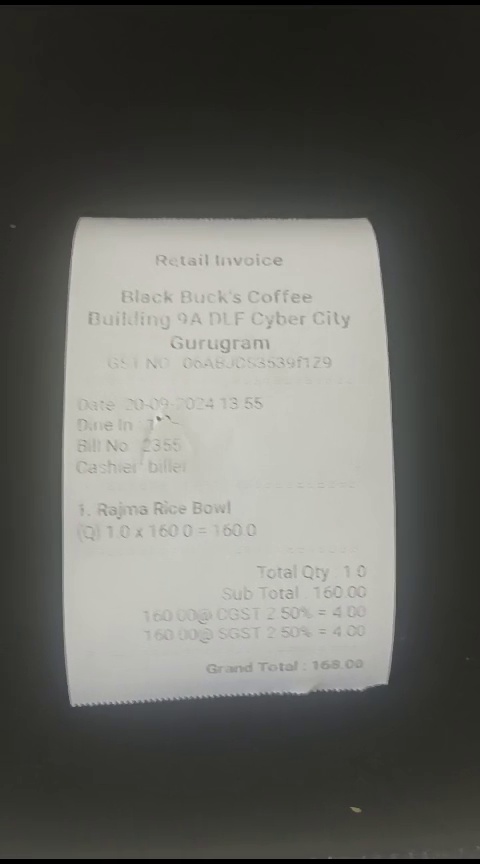 Retail Invoice
Black Buck's Coffee
Building 9A DLF Cyber City
Gurugram
GST NO
Date 20-09-2024 13 55
Dine In
Bill No 2355
Cashier biller
1. Rajma Rice Bowl
(Q) 1.0 x 160.0 = 160.0
Total Qty 1.0
Sub Total 160.00
160.00@ CGST 2.50% = 4.00
160.00@ SGST 2.50% = 4.00
Grand Total : 168.00